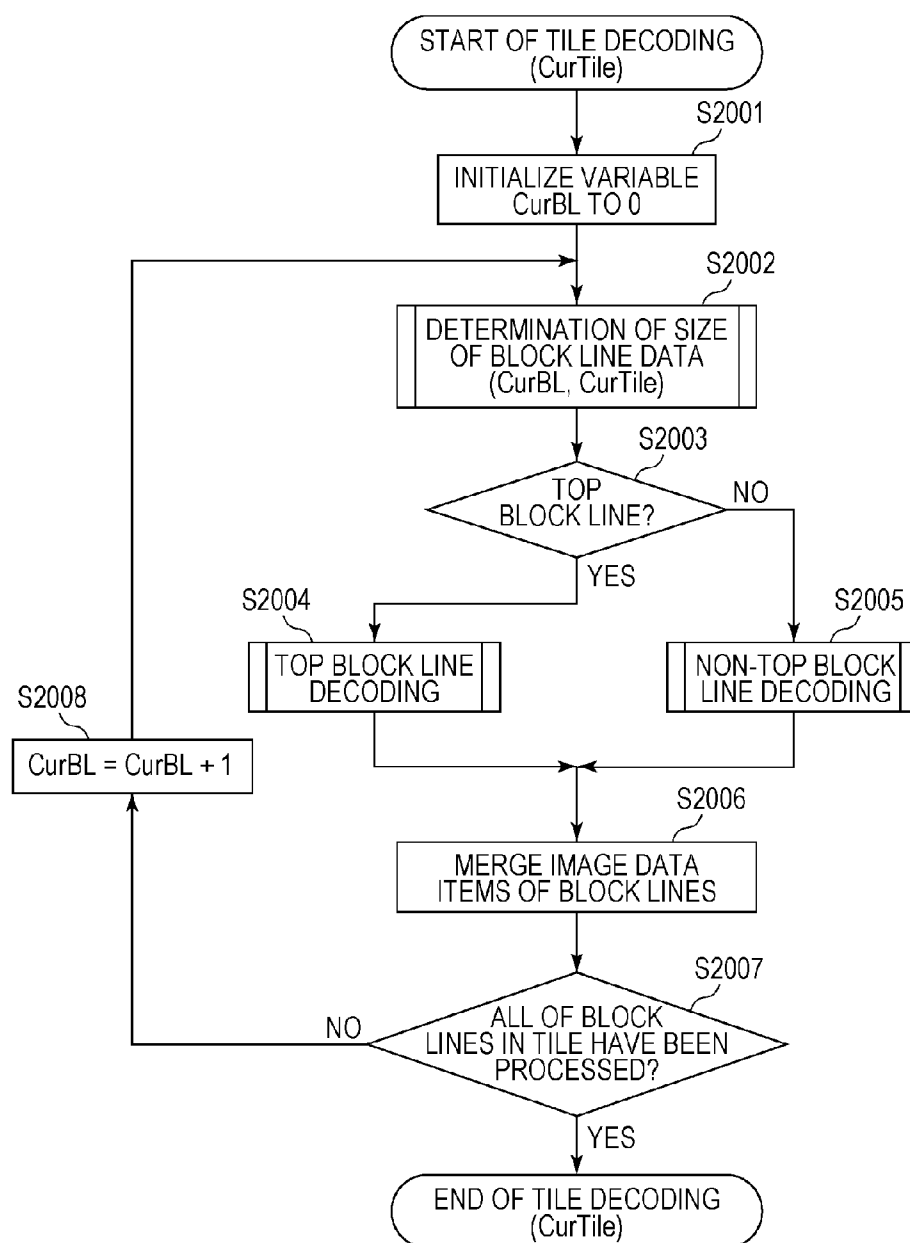 START OF TILE DECODING
(CurTile)
S2001
INITIALIZE VARIABLE
CurBL TO 0
S2002
DETERMINATION OF SIZE
OF BLOCK LINE DATA
(CurBL, CurTile)
S2003
TOP
BLOCK LINE?
NO
YES
S2004
TOP BLOCK LINE
DECODING
S2005
NON-TOP BLOCK
LINE DECODING
S2008
CurBL = CurBL + 1
S2006
MERGE IMAGE DATA
ITEMS OF BLOCK LINES
S2007
ALL OF BLOCK
LINES IN TILE HAVE BEEN
PROCESSED?
NO
YES
END OF TILE DECODING
(CurTile)